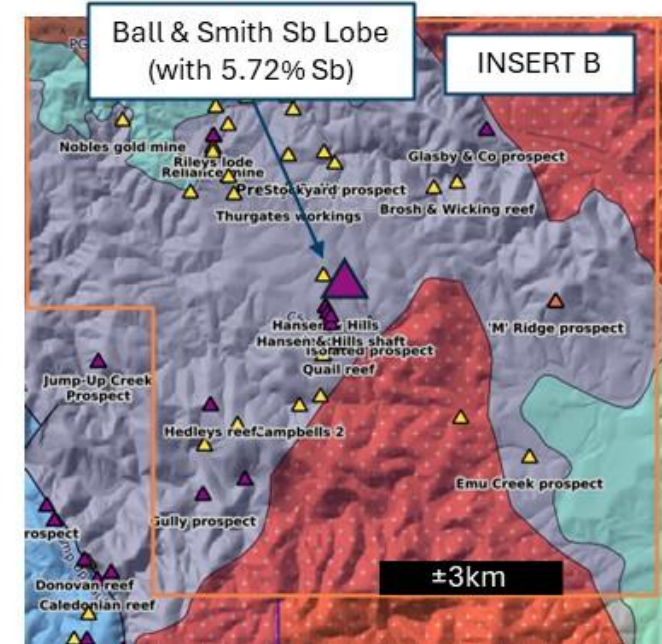 Ball & Smith Sb Lobe
(with 5.72% Sb)
INSERT B
Nobles gold mine
Rileys lode
Reliance mine
Glasby & Co prospect
Stockyard prospect
Brosh & Wicking reef
Thurgates workings
Hansen & Hills
'M' Ridge prospect
Hansen & Hills shaft
Isolated prospect
Quail reef
Jump-Up Creek
Prospect
Hedleys reef
Campbells 2
Emu Creek prospect
Gully prospect
rospect
±3km
Donovan reef
Caledonian reef